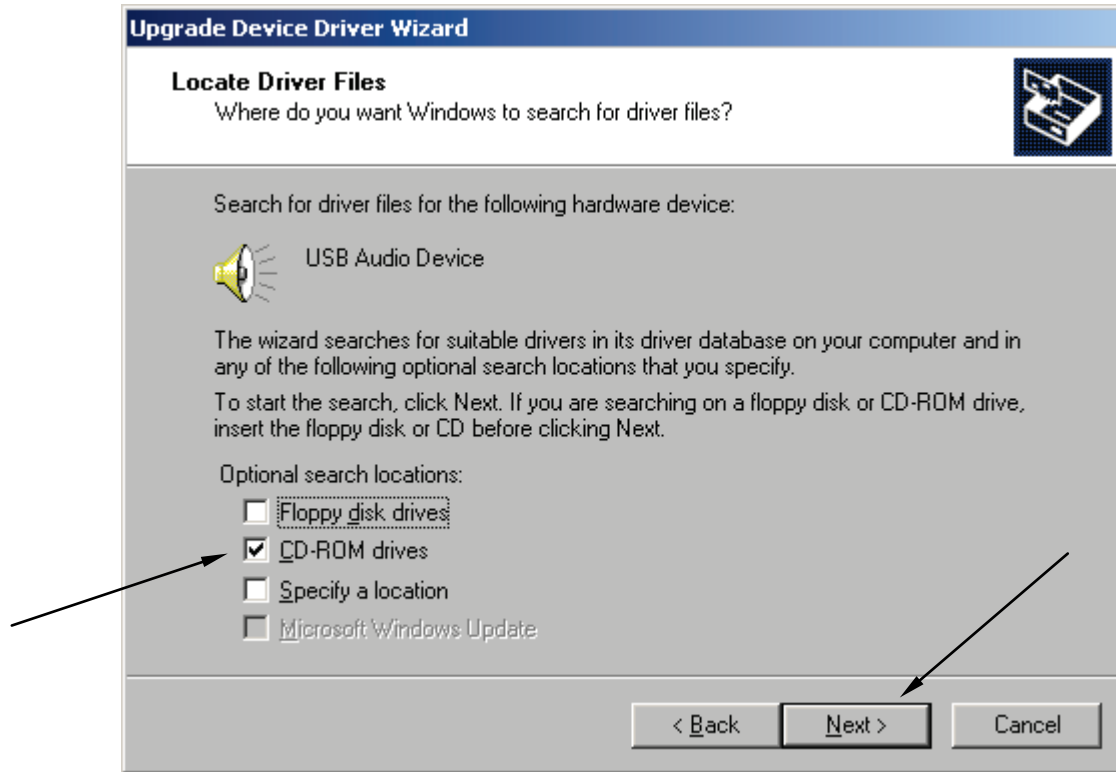 Upgrade Device Driver Wizard
Locate Driver Files
Where do you want Windows to search for driver files?
Search for driver files for the following hardware device:
USB Audio Device
The wizard searches for suitable drivers in its driver database on your computer and in
any of the following optional search locations that you specify.
To start the search, click Next. If you are searching on a floppy disk or CD-ROM drive,
insert the floppy disk or CD before clicking Next.
Optional search locations:
Floppy disk drives
CD-ROM drives
Specify a location
Microsoft Windows Update
< Back Next > Cancel